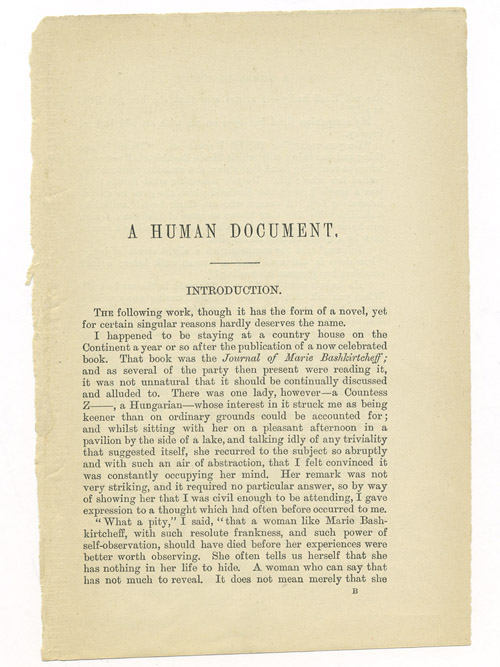 A HUMAN DOCUMENT.
INTRODUCTION.
THE following work, though it has the form of a novel, yet
for certain singular reasons hardly deserves the name.
I happened to be staying at a country house on the
Continent a year or so after the publication of a now celebrated
book. That book was the Journal of Marie Bashkirtcheff;
and as several of the party then present were reading it,
it was not unnatural that it should be continually discussed
and alluded to. There was one lady, however—a Countess
Z——, a Hungarian—whose interest in it struck me as being
keener than on ordinary grounds could be accounted for;
and whilst sitting with her on a pleasant afternoon in a
pavilion by the side of a lake, and talking idly of any triviality
that suggested itself, she recurred to the subject so abruptly
and with such an air of abstraction, that I felt convinced it
was constantly occupying her mind. Her remark was not
very striking, and it required no particular answer, so by way
of showing her that I was civil enough to be attending, I gave
expression to a thought which had often before occurred to me.
"What a pity," I said, "that a woman like Marie Bash-
kirtcheff, with such resolute frankness, and such power of
self-observation, should have died before her experiences were
better worth observing. She often tells us herself that she
has nothing in her life to hide. A woman who can say that
has not much to reveal. It does not mean merely that she
B